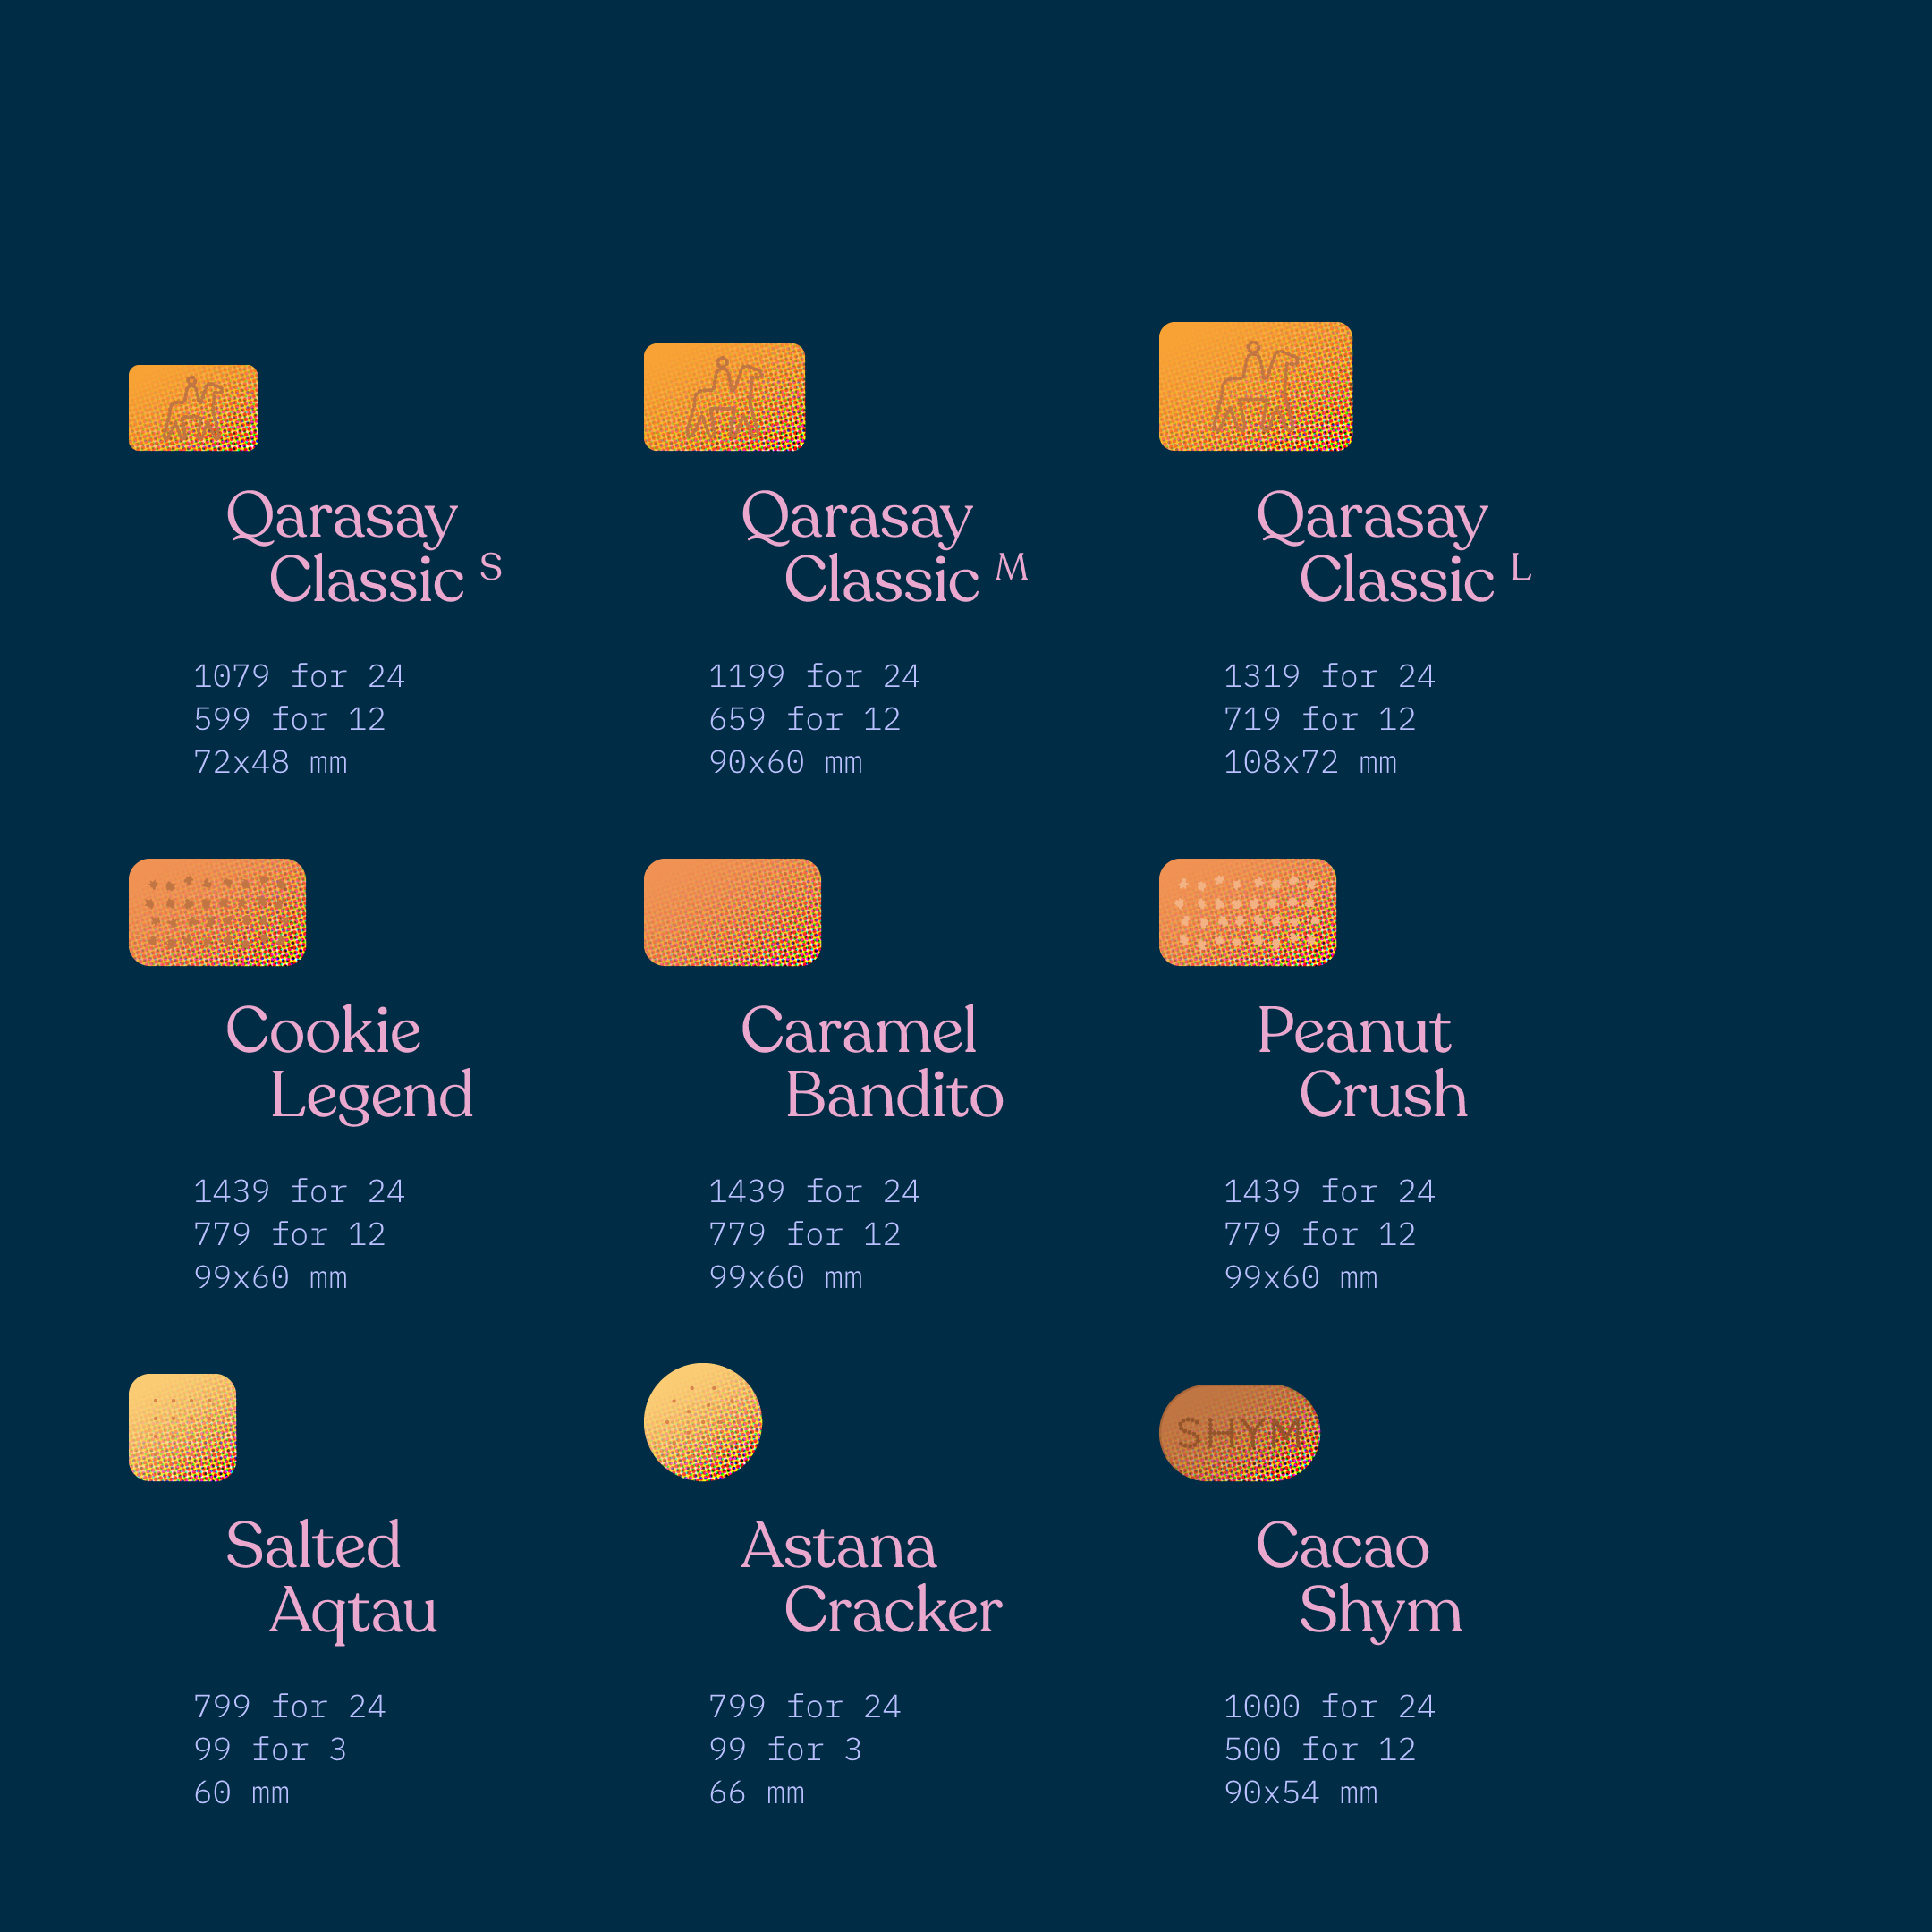 Qarasay
Classic S
1079 for 24
599 for 12
72x48 mm
Qarasay
Classic M
1199 for 24
659 for 12
90x60 mm
Qarasay
Classic L
1319 for 24
719 for 12
108x72 mm
Cookie
Legend
1439 for 24
779 for 12
99x60 mm
Caramel
Bandito
1439 for 24
779 for 12
99x60 mm
Peanut
Crush
1439 for 24
779 for 12
99x60 mm
Salted
Aqtau
799 for 24
99 for 3
60 mm
Astana
Cracker
799 for 24
99 for 3
66 mm
SHYM
Cacao
Shym
1000 for 24
500 for 12
90x54 mm